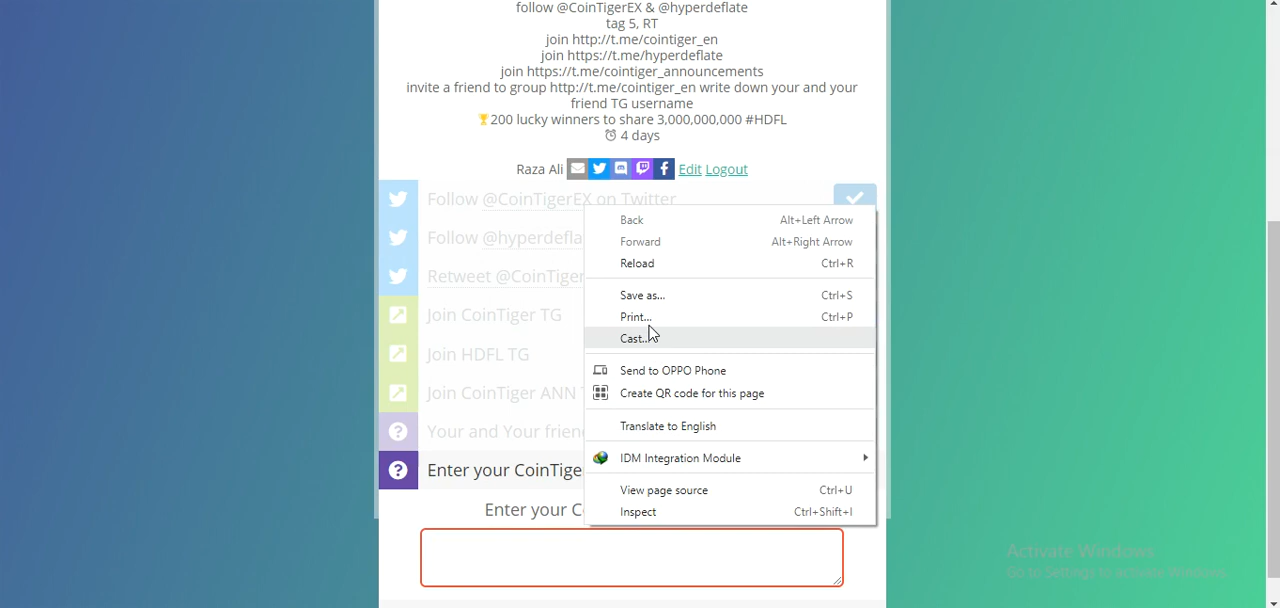 follow @CoinTigerEX & @hyperdeflate
tag 5, RT
join http://t.me/cointiger_en
join https://t.me/hyperdeflate
join https://t.me/cointiger_announcements
invite a friend to group http://t.me/cointiger_en write down your and your
friend TG username
🏆200 lucky winners to share 3,000,000,000 #HDFL
⏰ 4 days
Raza Ali Edit Logout
Follow @CoinTigerEX on Twitter
Follow @hyperdefla
Retweet @CoinTiger
Join CoinTiger TG
Join HDFL TG
Join CoinTiger ANN
Your and Your frien
Enter your CoinTige
Enter your C
Back Alt+Left Arrow
Forward Alt+Right Arrow
Reload Ctrl+R
Save as... Ctrl+S
Print... Ctrl+P
Cast...
Send to OPPO Phone
Create QR code for this page
Translate to English
IDM Integration Module
View page source Ctrl+U
Inspect Ctrl+Shift+I
Activate Windows
Go to Settings to activate Windows.